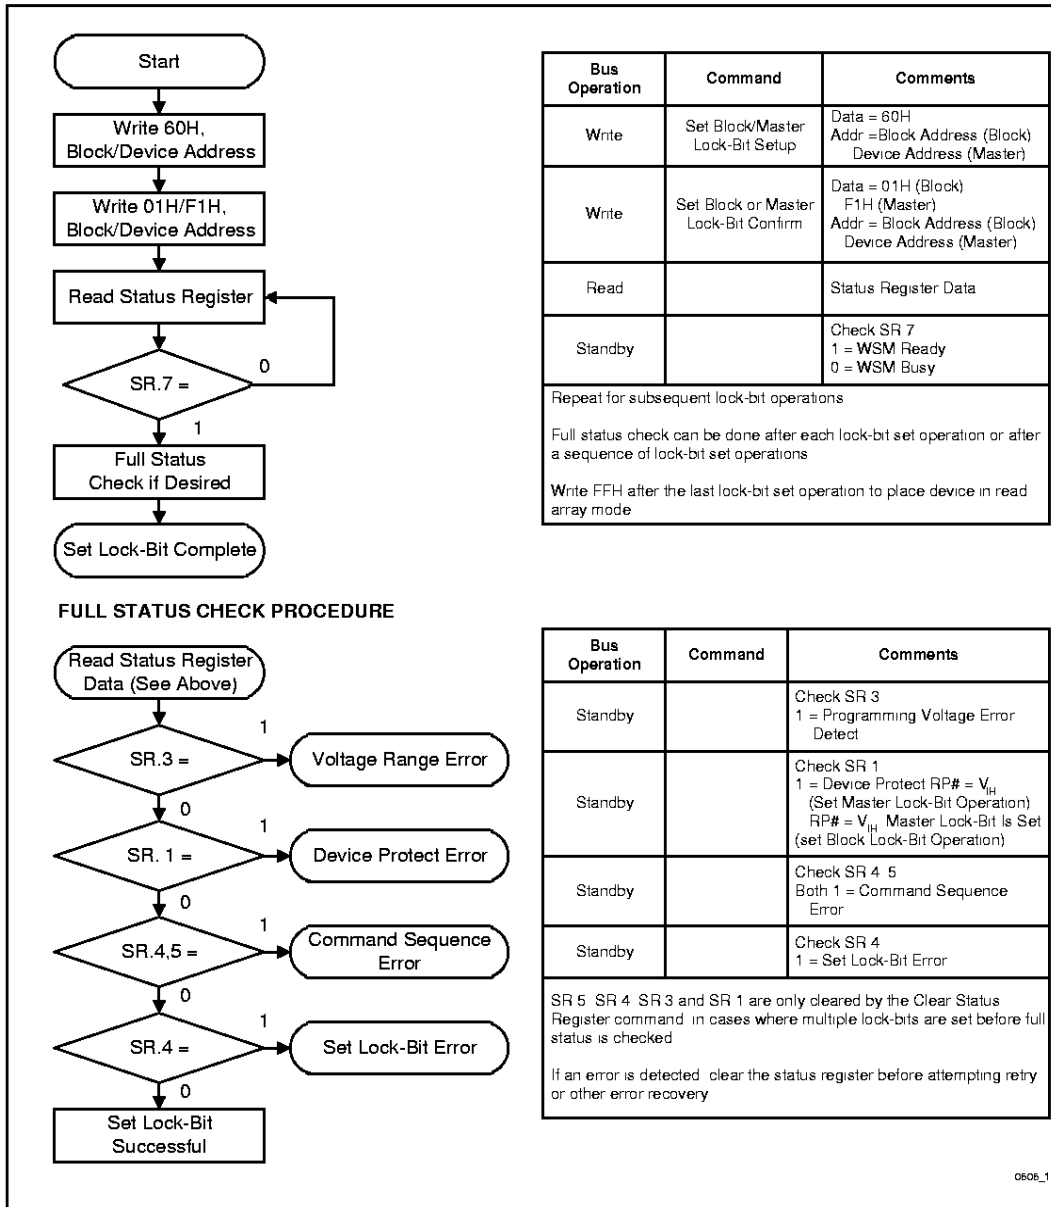 Start
Write 60H,
Block/Device Address
Write 01H/F1H,
Block/Device Address
Read Status Register
0
SR.7 =
1
Full Status
Check if Desired
Set Lock-Bit Complete
Bus
Operation
Command
Comments
Write
Set Block/Master
Lock-Bit Setup
Data = 60H
Addr =Block Address (Block)
Device Address (Master)
Write
Set Block or Master
Lock-Bit Confirm
Data = 01H (Block)
F1H (Master)
Addr = Block Address (Block)
Device Address (Master)
Read
Status Register Data
Standby
Check SR 7
1 = WSM Ready
0 = WSM Busy
Repeat for subsequent lock-bit operations
Full status check can be done after each lock-bit set operation or after
a sequence of lock-bit set operations
Write FFH after the last lock-bit set operation to place device in read
array mode
FULL STATUS CHECK PROCEDURE
Read Status Register
Data (See Above)
1
SR.3 =
Voltage Range Error
0
1
SR. 1 =
Device Protect Error
0
1
SR.4,5 =
Command Sequence
Error
0
1
SR.4 =
Set Lock-Bit Error
0
Set Lock-Bit
Successful
Bus
Operation
Command
Comments
Standby
Check SR 3
1 = Programming Voltage Error
Detect
Standby
Check SR 1
1 = Device Protect RP# = VIH
(Set Master Lock-Bit Operation)
RP# = VIH Master Lock-Bit Is Set
(set Block Lock-Bit Operation)
Standby
Check SR 4 5
Both 1 = Command Sequence
Error
Standby
Check SR 4
1 = Set Lock-Bit Error
SR 5 SR 4 SR 3 and SR 1 are only cleared by the Clear Status
Register command in cases where multiple lock-bits are set before full
status is checked
If an error is detected clear the status register before attempting retry
or other error recovery